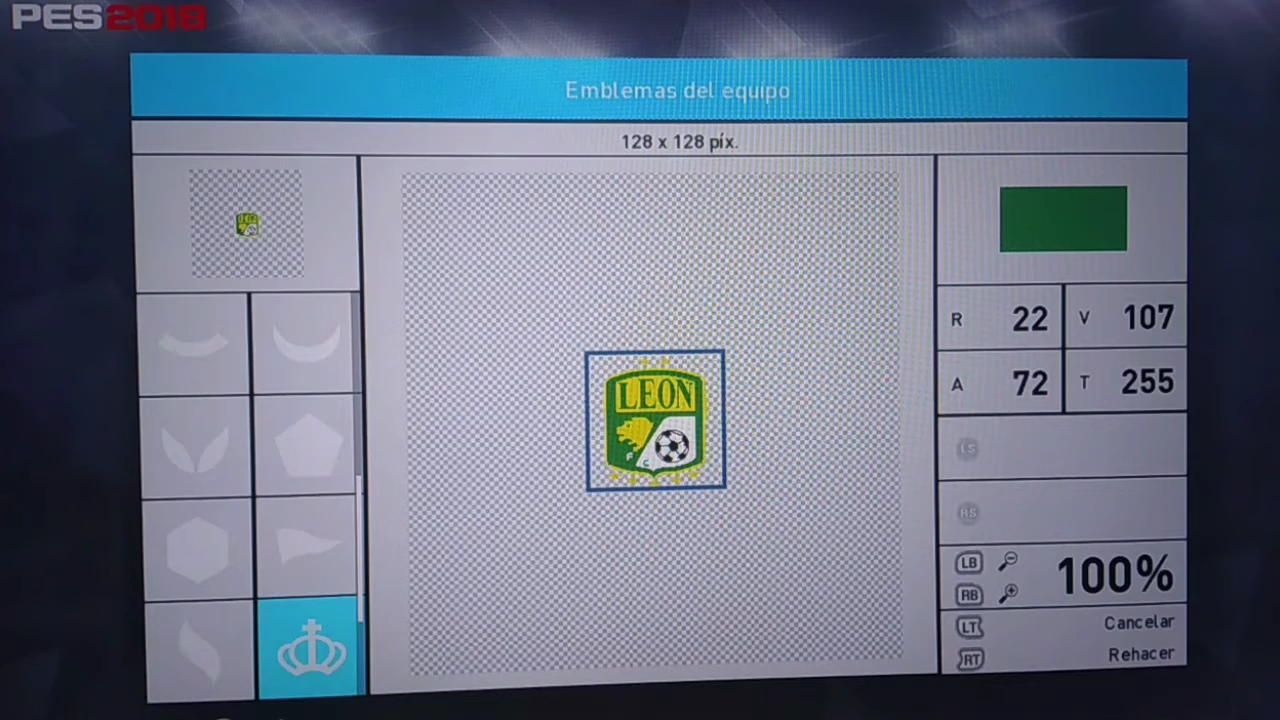 PES2018
Emblemas del equipo
128 x 128 píx.
LEON
F C
R 22 V 107
A 72 T 255
LS
RS
LB 100%
RB
LT Cancelar
RT Rehacer